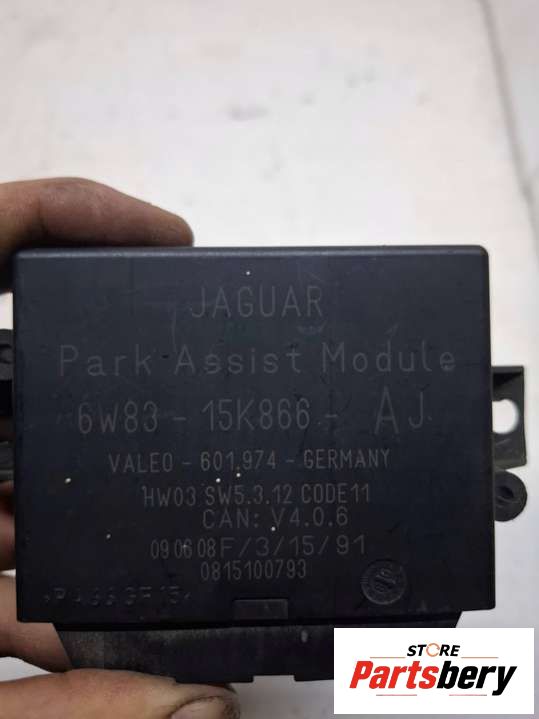 JAGUAR
Park Assist Module
6W83 - 15K866 - AJ
VALEO - 601.974 - GERMANY
HW03 SW5.3.12 CODE11
CAN: V4.0.6
09 06 08 F/3/15/91
0815100793
STORE
Partsbery